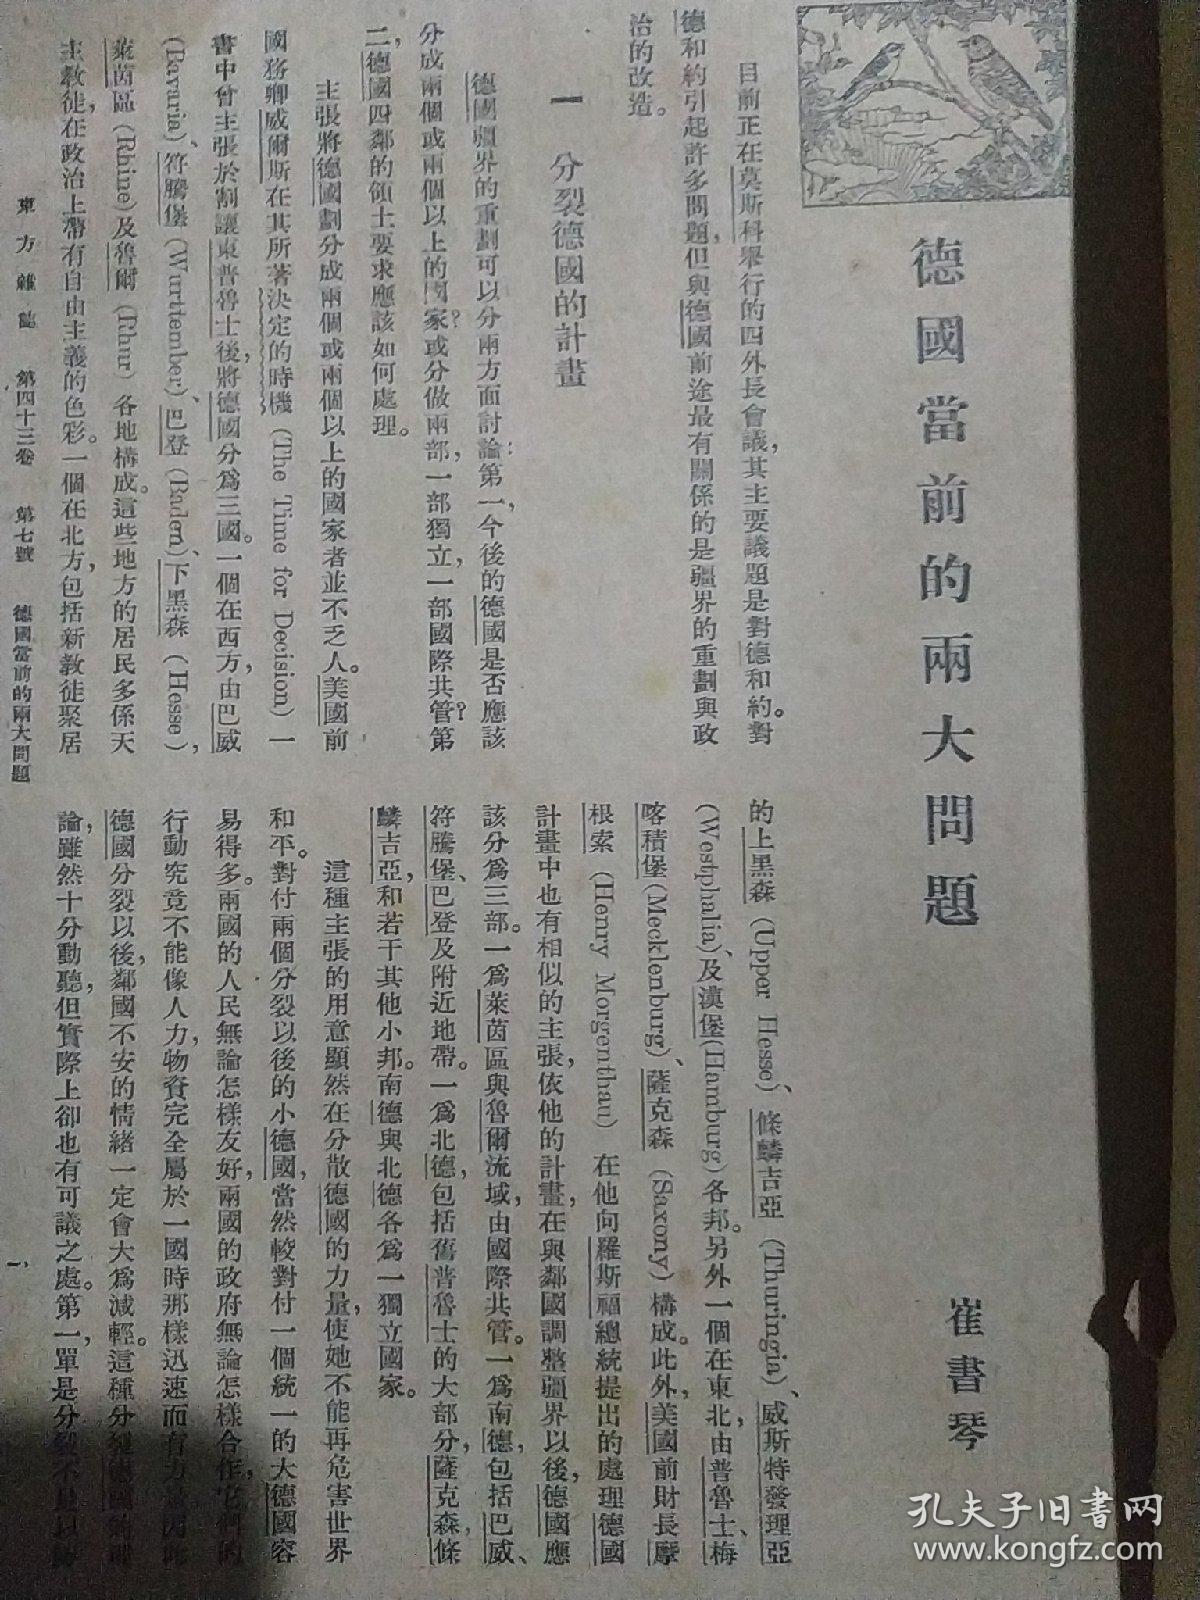 德國當前的兩大問題
崔書琴
目前正在莫斯科舉行的四外長會議，其主要議題是對德和約。對
德和約引起許多問題，但與德國前途最有關係的是疆界的重劃與政
治的改造。
一 分裂德國的計畫
德國疆界的重劃可以分兩方面討論：第一，今後的德國是否應該
分成兩個或兩個以上的國家？或分做兩部，一部獨立，一部國際共管？第
二，德國四鄰的領土要求應該如何處理。
主張將德國劃分成兩個或兩個以上的國家者並不乏人。美國前
國務卿威爾斯在其所著決定的時機（The Time for Decision）一
書中曾主張於割讓東普魯士後，將德國分爲三國。一個在西方，由巴威
（Bavaria）、符騰堡（Wurttember）、巴登（Baden）、下黑森（Hesse），
萊茵區（Rhine）及魯爾（Rhur）各地構成。這些地方的居民多係天
主教徒，在政治上帶有自由主義的色彩。一個在北方，包括新教徒聚居
的上黑森（Upper Hesse）、條麟吉亞（Thuringia）、威斯特發理亞
（Westphalia）、及漢堡（Hamburg）各邦。另外一個在東北，由普魯士、梅
喀積堡（Mecklenburg）、薩克森（Saxony）構成。此外，美國前財長摩
根索（Henry Morgenthau）在他向羅斯福總統提出的處理德國
計畫中也有相似的主張，依他的計畫，在與鄰國調整疆界以後，德國應
該分爲三部。一爲萊茵區與魯爾流域，由國際共管。一爲南德，包括巴威、
符騰堡、巴登及附近地帶。一爲北德，包括舊普魯士的大部分，薩克森，條
麟吉亞，和若干其他小邦。南德與北德各爲一獨立國家。
這種主張的用意顯然在分散德國的力量，使她不能再危害世界
和平。對付兩個分裂以後的小德國，當然較對付一個統一的大德國容
易得多。兩國的人民無論怎樣友好，兩國的政府無論怎樣合作，它們的
行動究竟不能像人力，物資完全屬於一國時那樣迅速而有力
德國分裂以後，鄰國不安的情緒一定會大爲減輕。這種分裂德國的
論，雖然十分動聽，但實際上卻也有可議之處。第一，單是分裂不足以
東方雜誌 第四十三卷 第七號 德國當前的兩大問題
一
孔夫子旧書网
www.kongfz.com